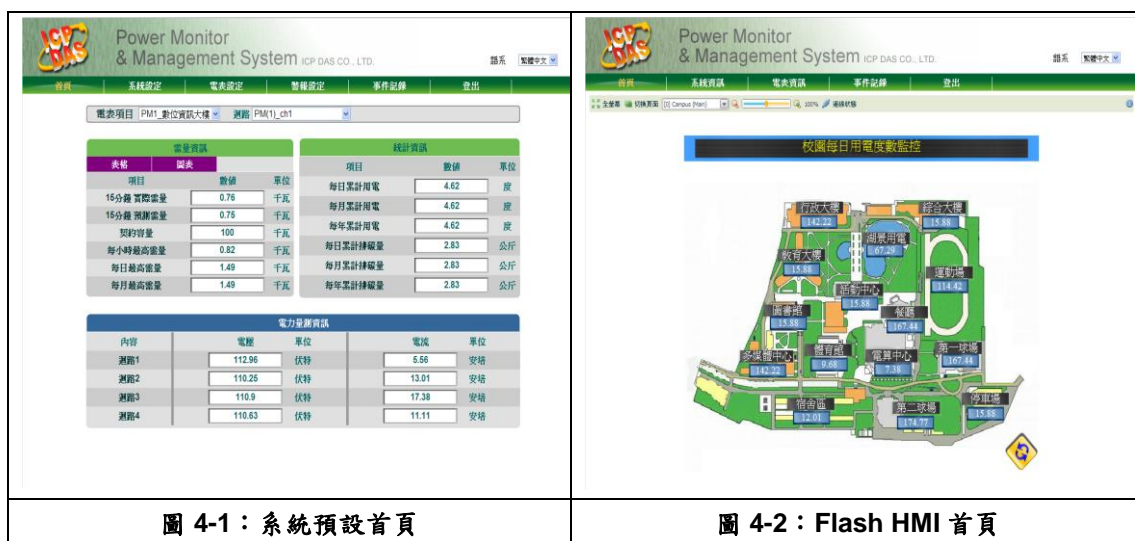 ICP DAS
Power Monitor
& Management System ICP DAS CO., LTD.
語系 繁體中文
首頁 系統設定 電表設定 警報設定 事件記錄 登出
電表項目 PM1_數位資訊大樓 迴路 PM(1)_ch1
需量資訊
表格 圖表
項目 數值 單位
15分鐘 實際需量 0.76 千瓦
15分鐘 預測需量 0.75 千瓦
契約容量 100 千瓦
每小時最高需量 0.82 千瓦
每日最高需量 1.49 千瓦
每月最高需量 1.49 千瓦
統計資訊
項目 數值 單位
每日累計用電 4.62 度
每月累計用電 4.62 度
每年累計用電 4.62 度
每日累計排碳量 2.83 公斤
每月累計排碳量 2.83 公斤
每年累計排碳量 2.83 公斤
電力量測資訊
內容 電壓 單位 電流 單位
迴路1 112.96 伏特 5.56 安培
迴路2 110.25 伏特 13.01 安培
迴路3 110.9 伏特 17.38 安培
迴路4 110.63 伏特 11.11 安培
圖 4-1：系統預設首頁
ICP DAS
Power Monitor
& Management System ICP DAS CO., LTD.
語系 繁體中文
首頁 系統資訊 電表資訊 事件記錄 登出
全螢幕 切換頁面 [0] Campus (Main) 100% 連線狀態
校園每日用電度數監控
行政大樓
142.22
綜合大樓
15.88
湖景用電
67.29
教育大樓
15.88
運動場
114.42
活動中心
15.88
圖書館
15.88
餐廳
167.44
多媒體中心
142.22
體育館
9.68
電算中心
7.38
第一球場
167.44
宿舍區
12.01
第二球場
174.77
停車場
15.88
圖 4-2：Flash HMI 首頁